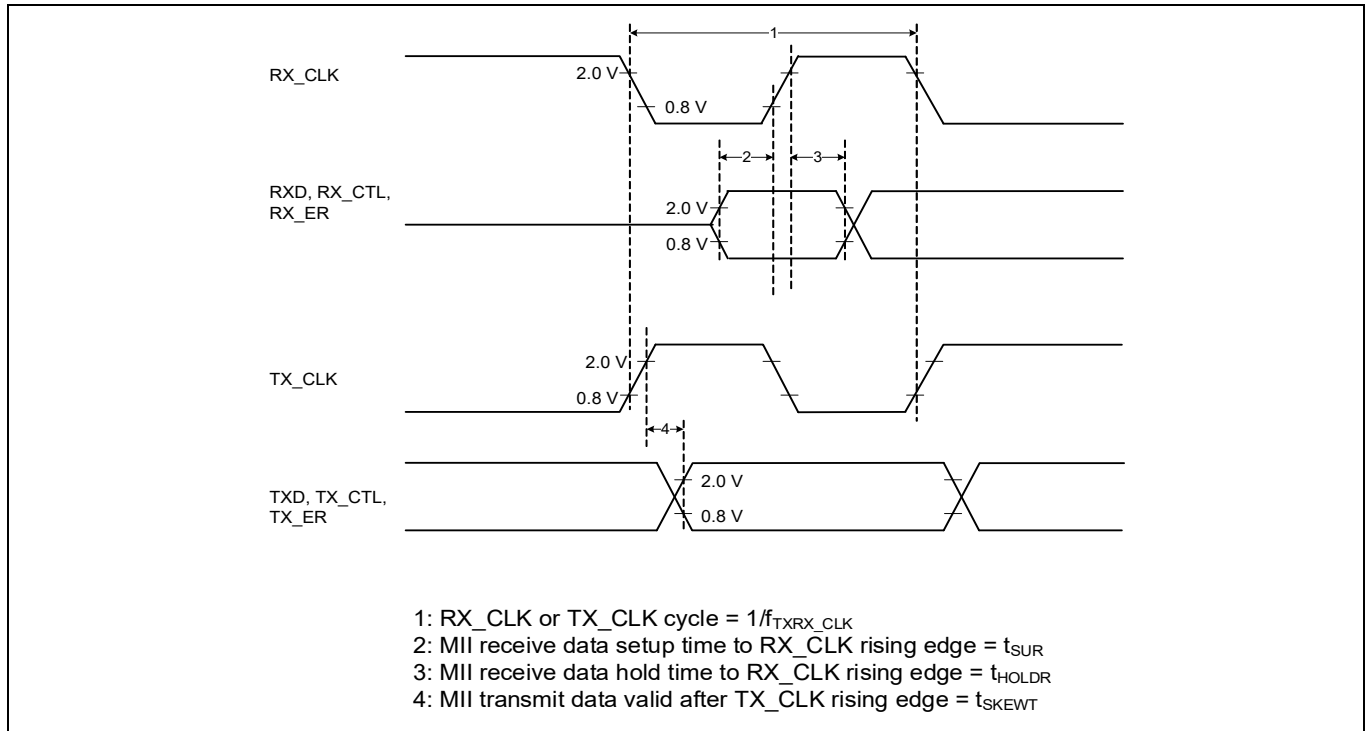 1
RX_CLK
2.0 V
0.8 V
2
3
RXD, RX_CTL,
RX_ER
2.0 V
0.8 V
TX_CLK
2.0 V
0.8 V
4
TXD, TX_CTL,
TX_ER
2.0 V
0.8 V
1: RX_CLK or TX_CLK cycle = 1/fTXRX_CLK
2: MII receive data setup time to RX_CLK rising edge = tSUR
3: MII receive data hold time to RX_CLK rising edge = tHOLDR
4: MII transmit data valid after TX_CLK rising edge = tSKEWT